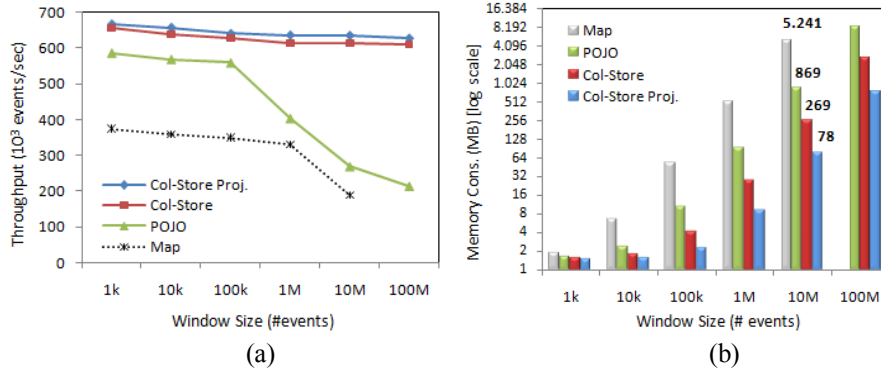 700
600
500
400
300
200
100
0
Throughput (10³ events/sec)
Col-Store Proj.
Col-Store
POJO
Map
1k
10k
100k
1M
10M
100M
Window Size (#events)
(a)
16.384
8.192
4.096
2.048
1.024
512
256
128
64
32
16
8
4
2
1
Memory Cons. (MB) [log scale]
Map
POJO
Col-Store
Col-Store Proj.
5.241
869
269
78
1k
10k
100k
1M
10M
100M
Window Size (# events)
(b)